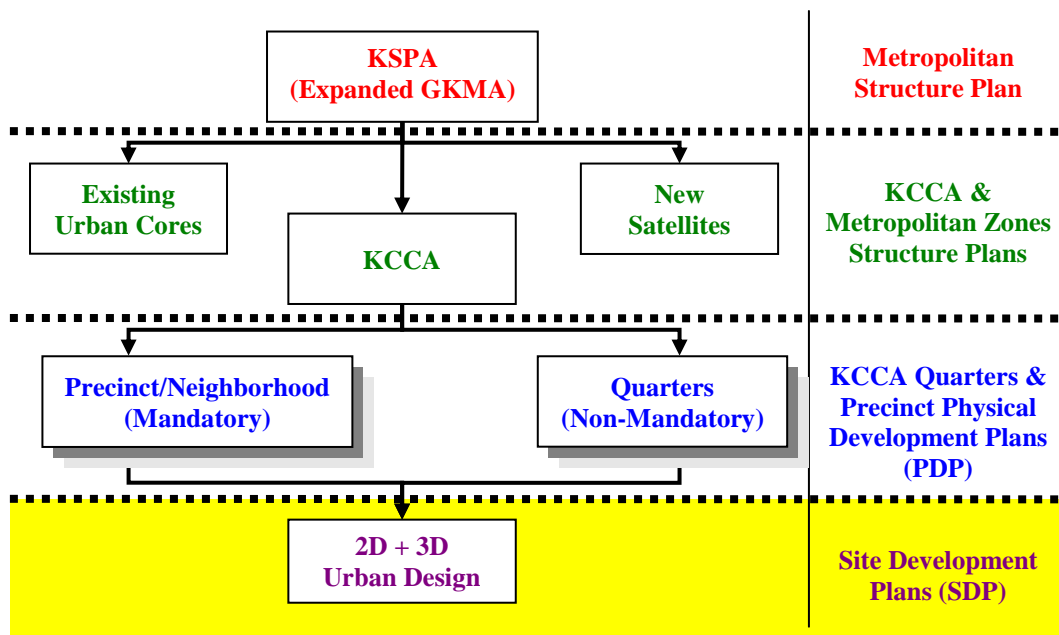 KSPA
(Expanded GKMA)
Metropolitan
Structure Plan
Existing
Urban Cores
KCCA
New
Satellites
KCCA &
Metropolitan Zones
Structure Plans
Precinct/Neighborhood
(Mandatory)
Quarters
(Non-Mandatory)
KCCA Quarters &
Precinct Physical
Development Plans
(PDP)
2D + 3D
Urban Design
Site Development
Plans (SDP)